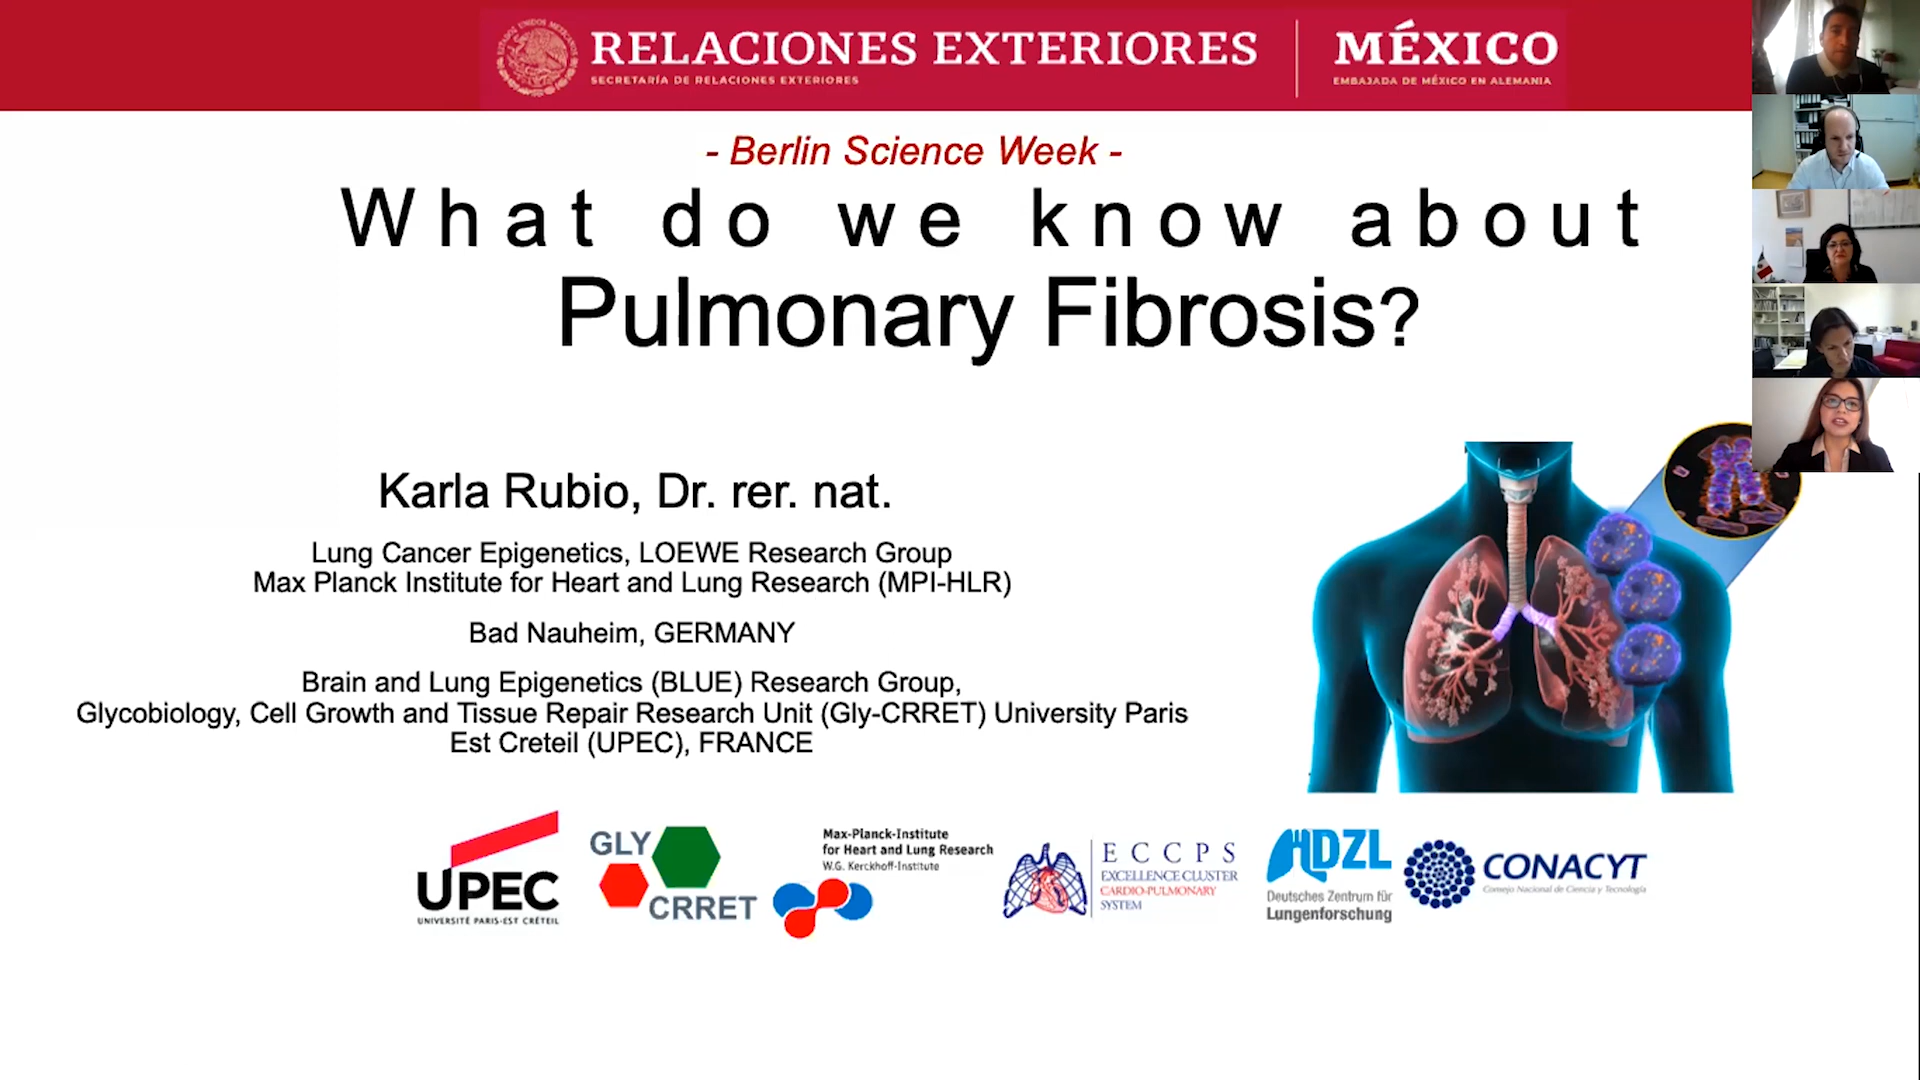 RELACIONES EXTERIORES
SECRETARÍA DE RELACIONES EXTERIORES
MÉXICO
EMBAJADA DE MÉXICO EN ALEMANIA
- Berlin Science Week -
What do we know about
Pulmonary Fibrosis?
Karla Rubio, Dr. rer. nat.
Lung Cancer Epigenetics, LOEWE Research Group
Max Planck Institute for Heart and Lung Research (MPI-HLR)
Bad Nauheim, GERMANY
Brain and Lung Epigenetics (BLUE) Research Group,
Glycobiology, Cell Growth and Tissue Repair Research Unit (Gly-CRRET) University Paris
Est Creteil (UPEC), FRANCE
UPEC
UNIVERSITÉ PARIS-EST CRÉTEIL
GLY
CRRET
Max-Planck-Institute
for Heart and Lung Research
W.G. Kerckhoff-Institute
ECCPS
EXCELLENCE CLUSTER
CARDIO-PULMONARY
SYSTEM
DZL
Deutsches Zentrum für
Lungenforschung
CONACYT
Consejo Nacional de Ciencia y Tecnología